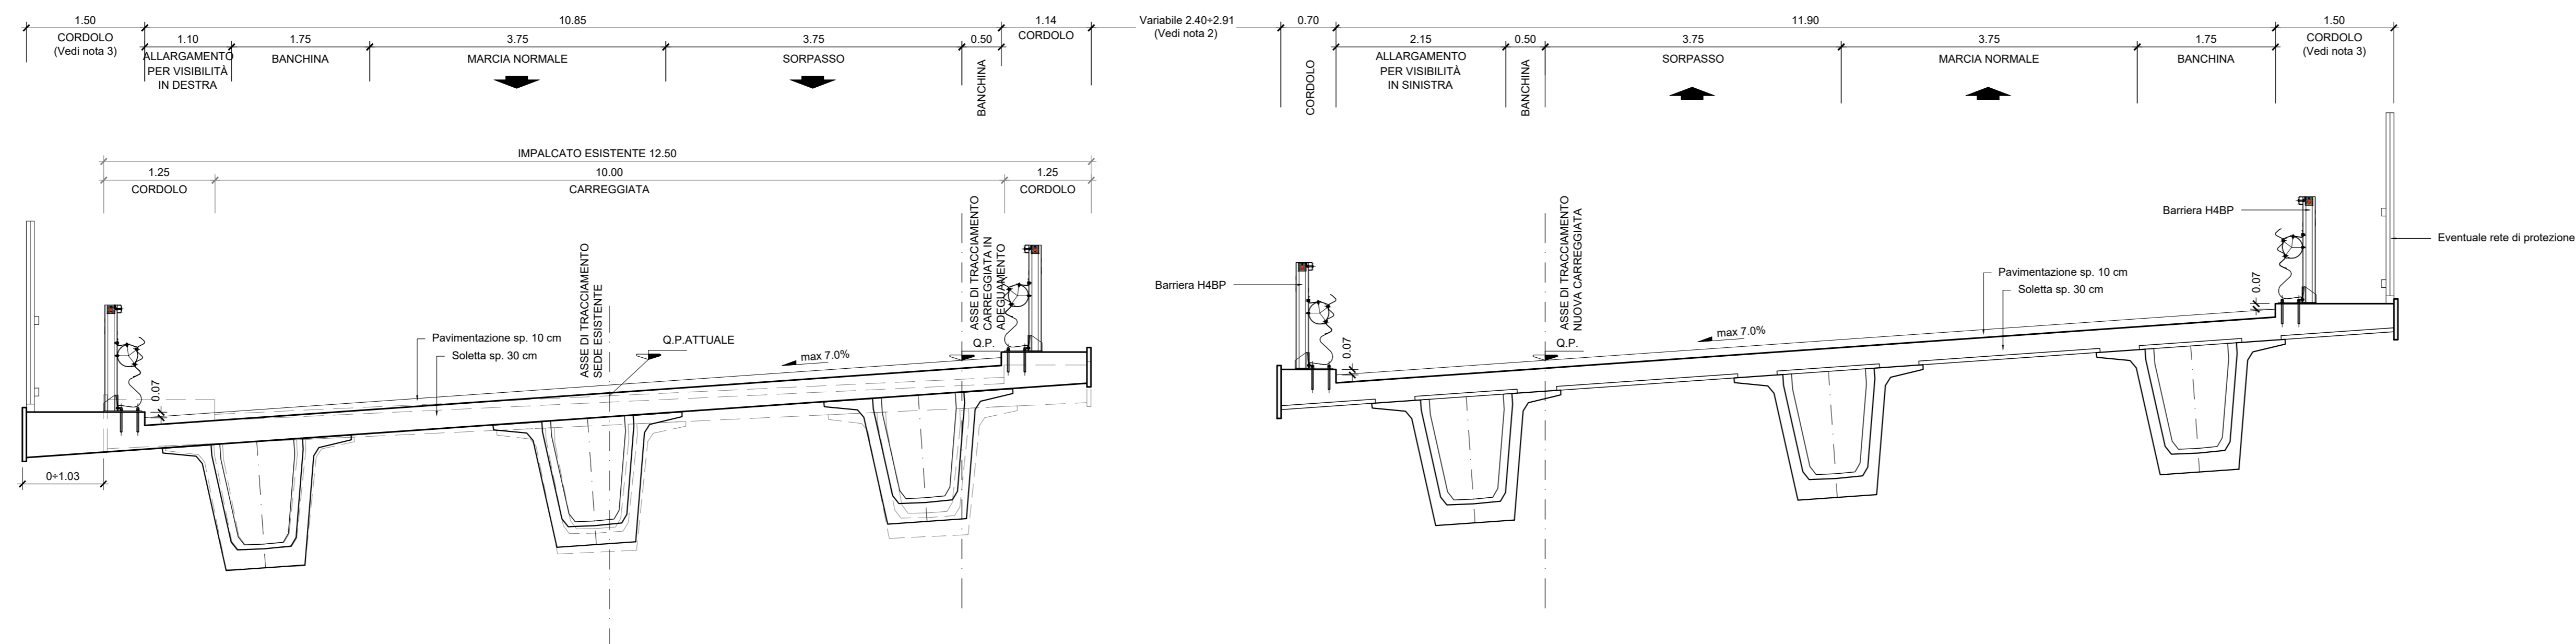 1.50
10.85
1.14
Variabile 2.40÷2.91
(Vedi nota 2)
0.70
11.90
1.50
CORDOLO
(Vedi nota 3)
1.10
1.75
3.75
3.75
0.50
CORDOLO
2.15
0.50
3.75
3.75
1.75
CORDOLO
(Vedi nota 3)
ALLARGAMENTO
PER VISIBILITÀ
IN DESTRA
BANCHINA
MARCIA NORMALE
SORPASSO
BANCHINA
CORDOLO
ALLARGAMENTO
PER VISIBILITÀ
IN SINISTRA
BANCHINA
SORPASSO
MARCIA NORMALE
BANCHINA
IMPALCATO ESISTENTE 12.50
1.25
10.00
1.25
CORDOLO
CARREGGIATA
CORDOLO
ASSE DI TRACCIAMENTO
SEDE ESISTENTE
ASSE DI TRACCIAMENTO
CARREGGIATA IN
ADEGUAMENTO
ASSE DI TRACCIAMENTO
NUOVA CARREGGIATA
Barriera H4BP
Eventuale rete di protezione
Barriera H4BP
Pavimentazione sp. 10 cm
Soletta sp. 30 cm
0.07
max 7.0%
Q.P.
0.07
Pavimentazione sp. 10 cm
Soletta sp. 30 cm
Q.P.ATTUALE
max 7.0%
Q.P.
0.07
0÷1.03